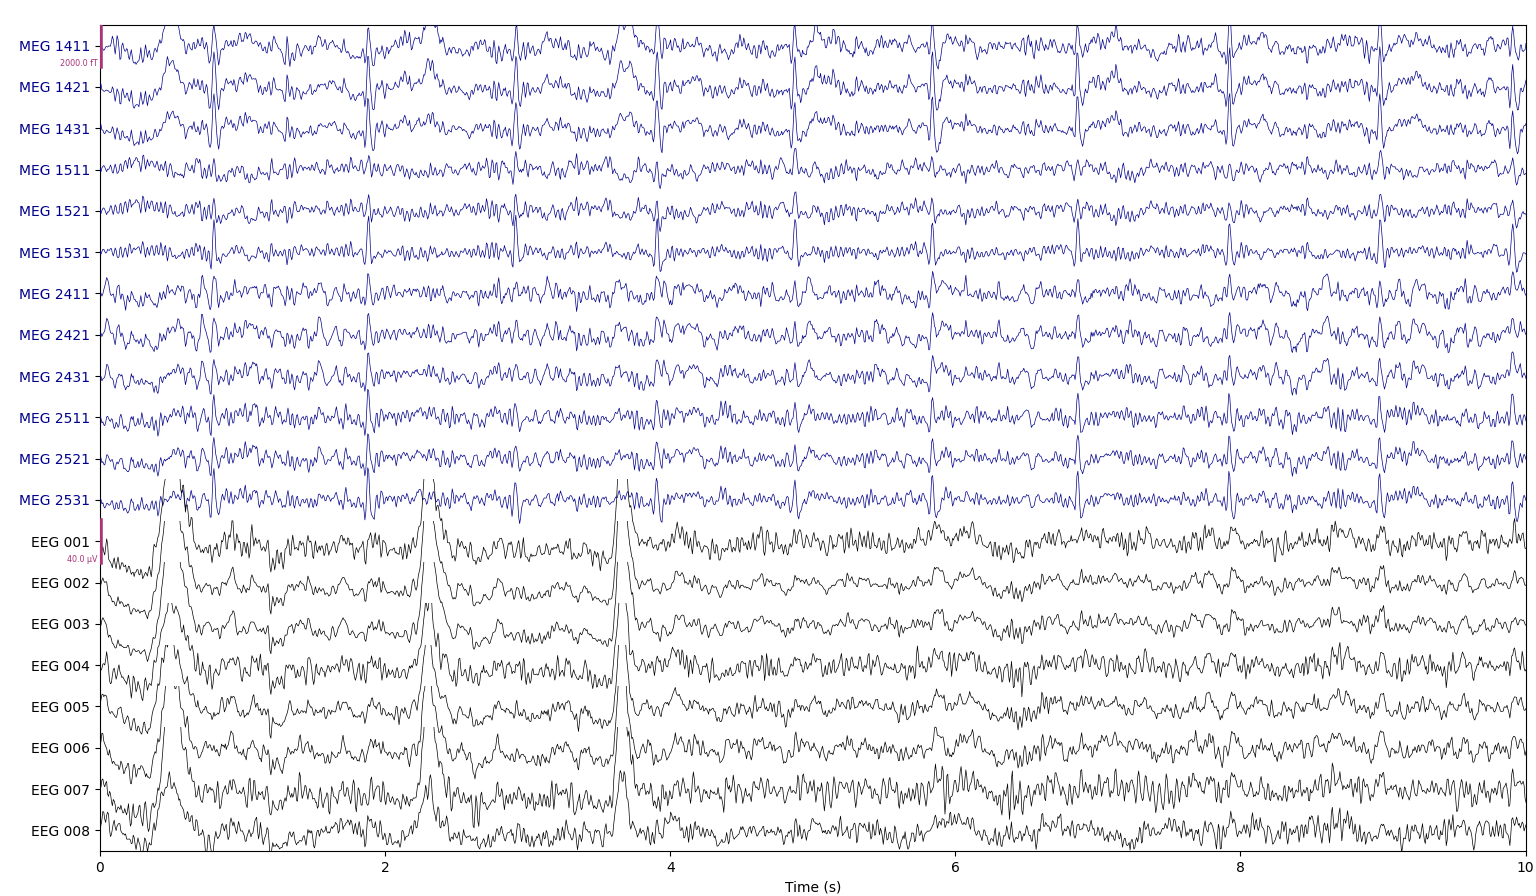 MEG 1411
2000.0 fT
MEG 1421
MEG 1431
MEG 1511
MEG 1521
MEG 1531
MEG 2411
MEG 2421
MEG 2431
MEG 2511
MEG 2521
MEG 2531
EEG 001
40.0 µV
EEG 002
EEG 003
EEG 004
EEG 005
EEG 006
EEG 007
EEG 008
0 2 4 6 8 10
Time (s)